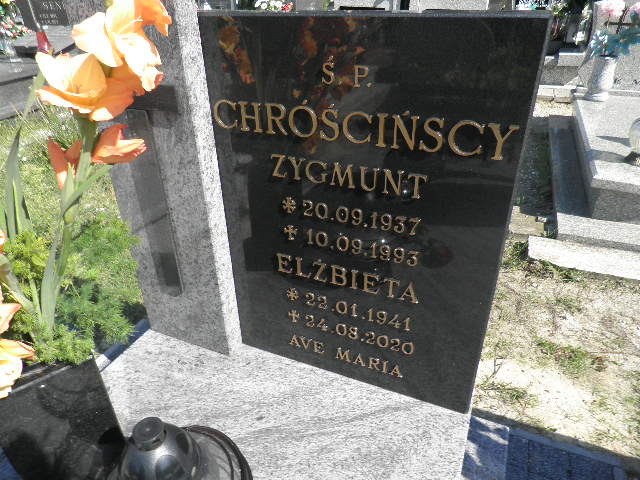 Ś. P.
CHRÓŚCIŃSCY
ZYGMUNT
* 20.09.1937
† 10.09.1993
ELŻBIETA
* 22.01.1941
† 24.08.2020
AVE MARIA